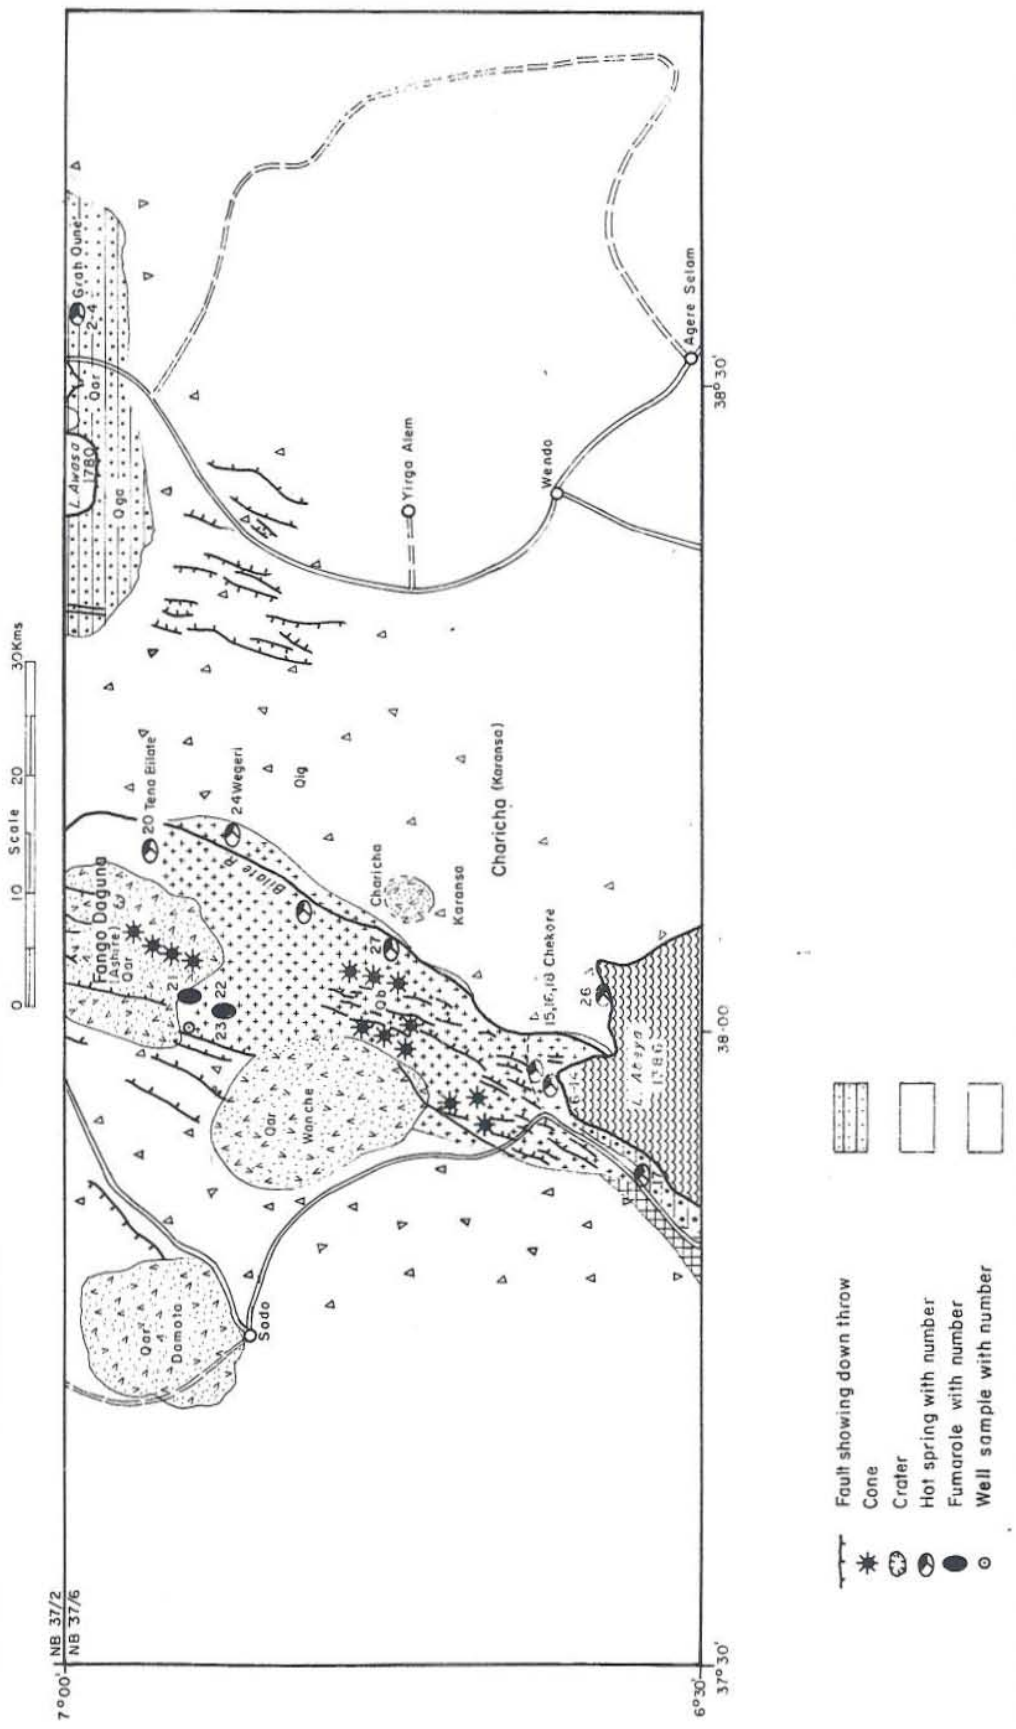 Scale
0 10 20 30Kms
NB 37/2
NB 37/6
7°00'
6°30'
37°30'
38-00
38°30'
Qar
Damota
Sodo
Fango Daguna
(Ashire)
Qar
21
22
23
20 Tena Bilate
24 Wegeri
Bilate R.
Qar
Wanche
Qb
27
Charicha
Karansa
Charicha (Karansa)
Qig
15,16,18 Chekore
6-14
26
L. Abaya
L. Awasa
1780
Qga
Qar
Grah Qune
2-4
Yirga Alem
Wendo
Agere Selam
Fault showing down throw
Cone
Crater
Hot spring with number
Fumarole with number
Well sample with number